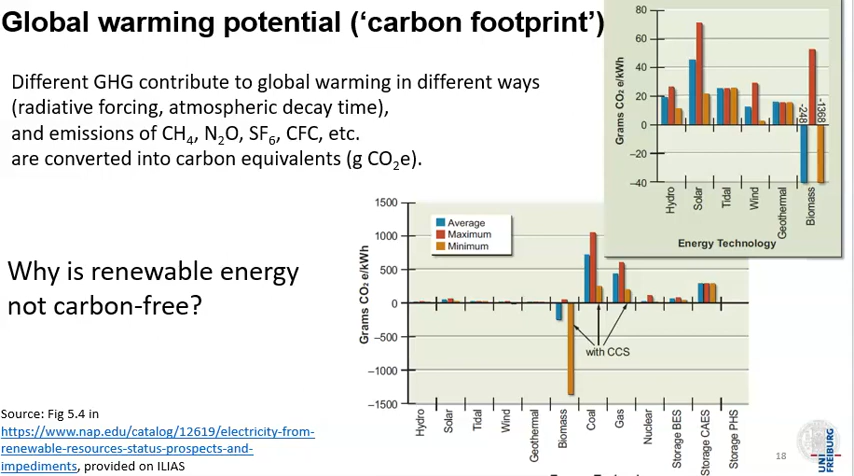 Global warming potential (‘carbon footprint’)
Different GHG contribute to global warming in different ways
(radiative forcing, atmospheric decay time),
and emissions of CH4, N2O, SF6, CFC, etc.
are converted into carbon equivalents (g CO2e).
Why is renewable energy
not carbon-free?
Source: Fig 5.4 in
https://www.nap.edu/catalog/12619/electricity-from-
renewable-resources-status-prospects-and-
impediments, provided on ILIAS
80
60
40
20
0
−20
−40
Grams CO2 e/kWh
-248
-1368
Hydro
Solar
Tidal
Wind
Geothermal
Biomass
Energy Technology
1500
1000
500
0
−500
−1000
−1500
Grams CO2 e/kWh
Average
Maximum
Minimum
with CCS
Hydro
Solar
Tidal
Wind
Geothermal
Biomass
Coal
Gas
Nuclear
Storage BES
Storage CAES
Storage PHS
18
UNI
FREIBURG